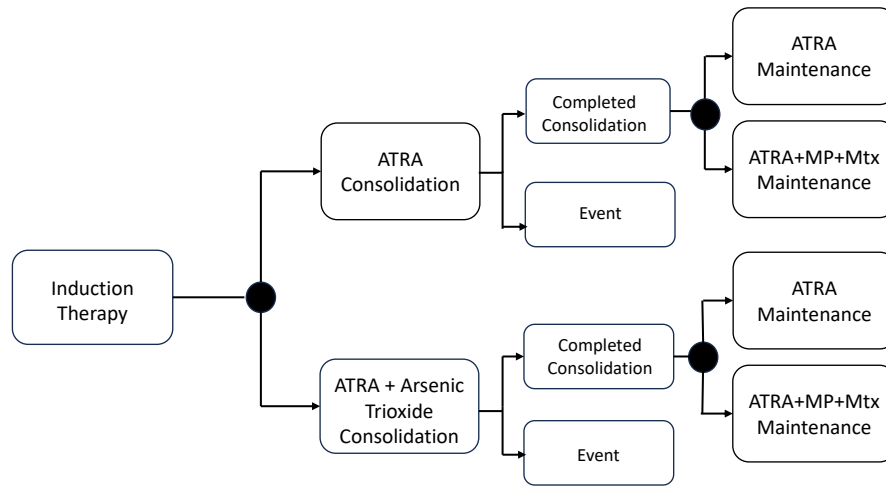 Induction
Therapy
ATRA
Consolidation
Completed
Consolidation
Event
ATRA
Maintenance
ATRA+MP+Mtx
Maintenance
ATRA + Arsenic
Trioxide
Consolidation
Completed
Consolidation
Event
ATRA
Maintenance
ATRA+MP+Mtx
Maintenance